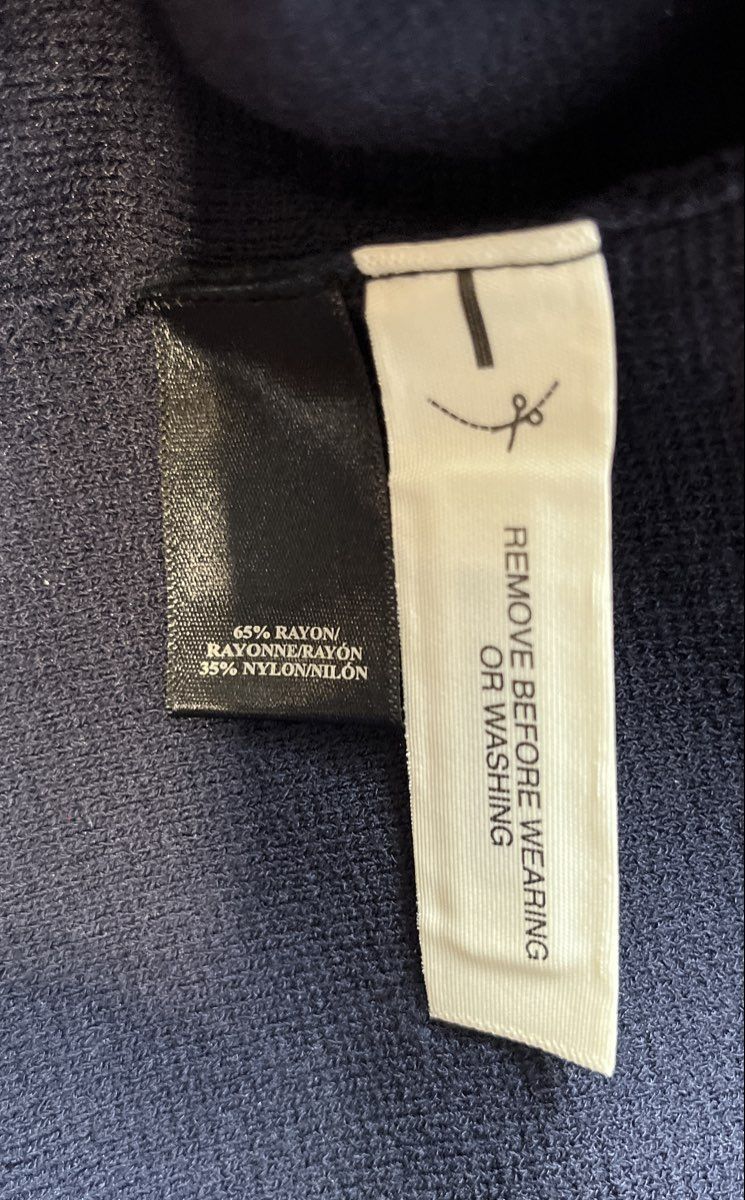 65% RAYON/
RAYONNE/RAYÓN
35% NYLON/NILÓN
REMOVE BEFORE WEARING
OR WASHING